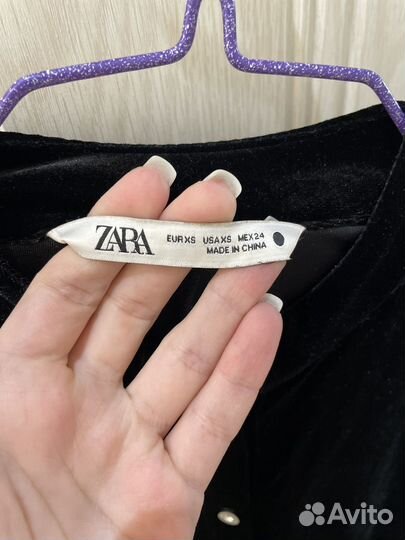 ZARA
EUR XS USA XS MEX 24
MADE IN CHINA
Avito